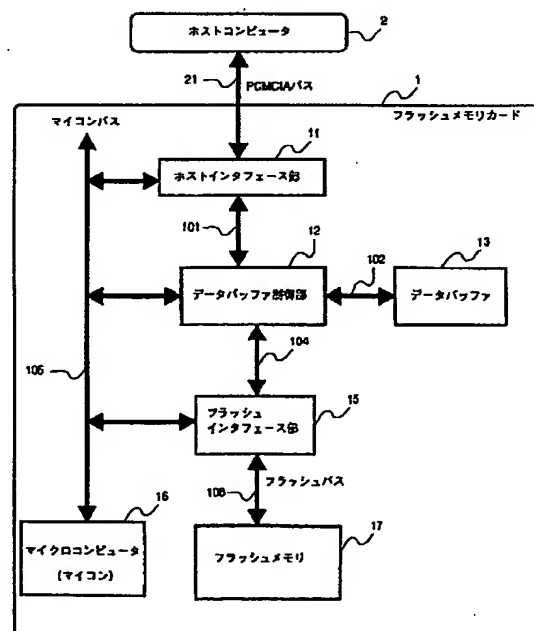 ホストコンピュータ
2
21
PCMCIAバス
1
マイコンバス
フラッシュメモリカード
11
ホストインタフェース部
101
12
13
102
データバッファ制御部
データバッファ
104
105
15
フラッシュ
インタフェース部
16
106
フラッシュバス
17
マイクロコンピュータ
(マイコン)
フラッシュメモリ